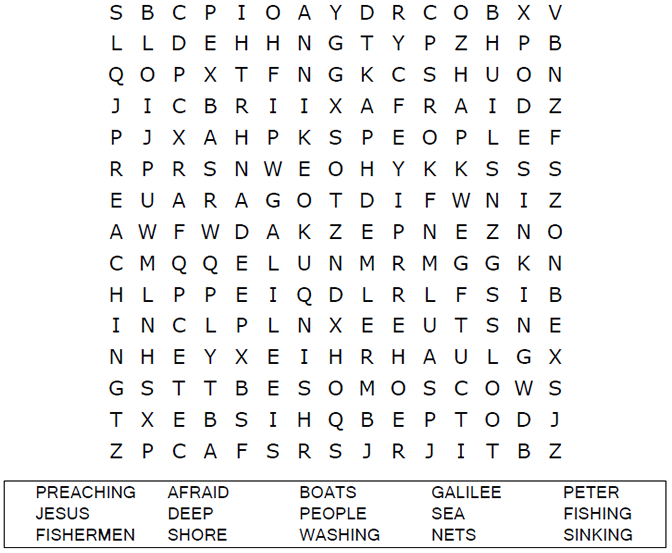 S B C P I O A Y D R C O B X V
L L D E H H N G T Y P Z H P B
Q O P X T F N G K C S H U O N
J I C B R I I X A F R A I D Z
P J X A H P K S P E O P L E F
R P R S N W E O H Y K K S S S
E U A R A G O T D I F W N I Z
A W F W D A K Z E P N E Z N O
C M Q Q E L U N M R M G G K N
H L P P E I Q D L R L F S I B
I N C L P L N X E E U T S N E
N H E Y X E I H R H A U L G X
G S T T B E S O M O S C O W S
T X E B S I H Q B E P T O D J
Z P C A F S R S J R J I T B Z
PREACHING AFRAID BOATS GALILEE PETER
JESUS DEEP PEOPLE SEA FISHING
FISHERMEN SHORE WASHING NETS SINKING